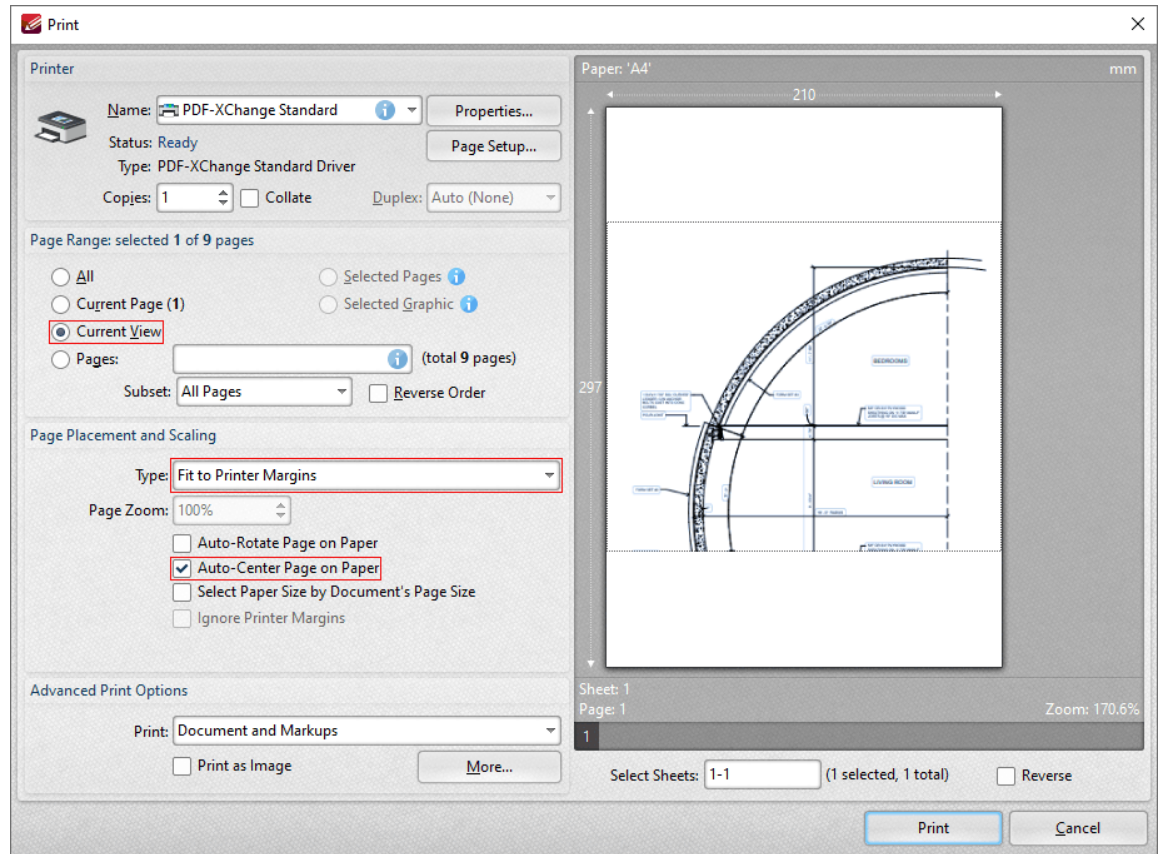 Print
Printer
Name: PDF-XChange Standard
Properties...
Status: Ready
Page Setup...
Type: PDF-XChange Standard Driver
Copies: 1
Collate
Duplex: Auto (None)
Page Range: selected 1 of 9 pages
All
Selected Pages
Current Page (1)
Selected Graphic
Current View
Pages:
(total 9 pages)
Subset: All Pages
Reverse Order
Page Placement and Scaling
Type: Fit to Printer Margins
Page Zoom: 100%
Auto-Rotate Page on Paper
Auto-Center Page on Paper
Select Paper Size by Document's Page Size
Ignore Printer Margins
Advanced Print Options
Print: Document and Markups
Print as Image
More...
Paper: 'A4'
mm
210
297
BEDROOMS
LIVING ROOM
Sheet: 1
Page: 1
Zoom: 170.6%
1
Select Sheets: 1-1
(1 selected, 1 total)
Reverse
Print
Cancel